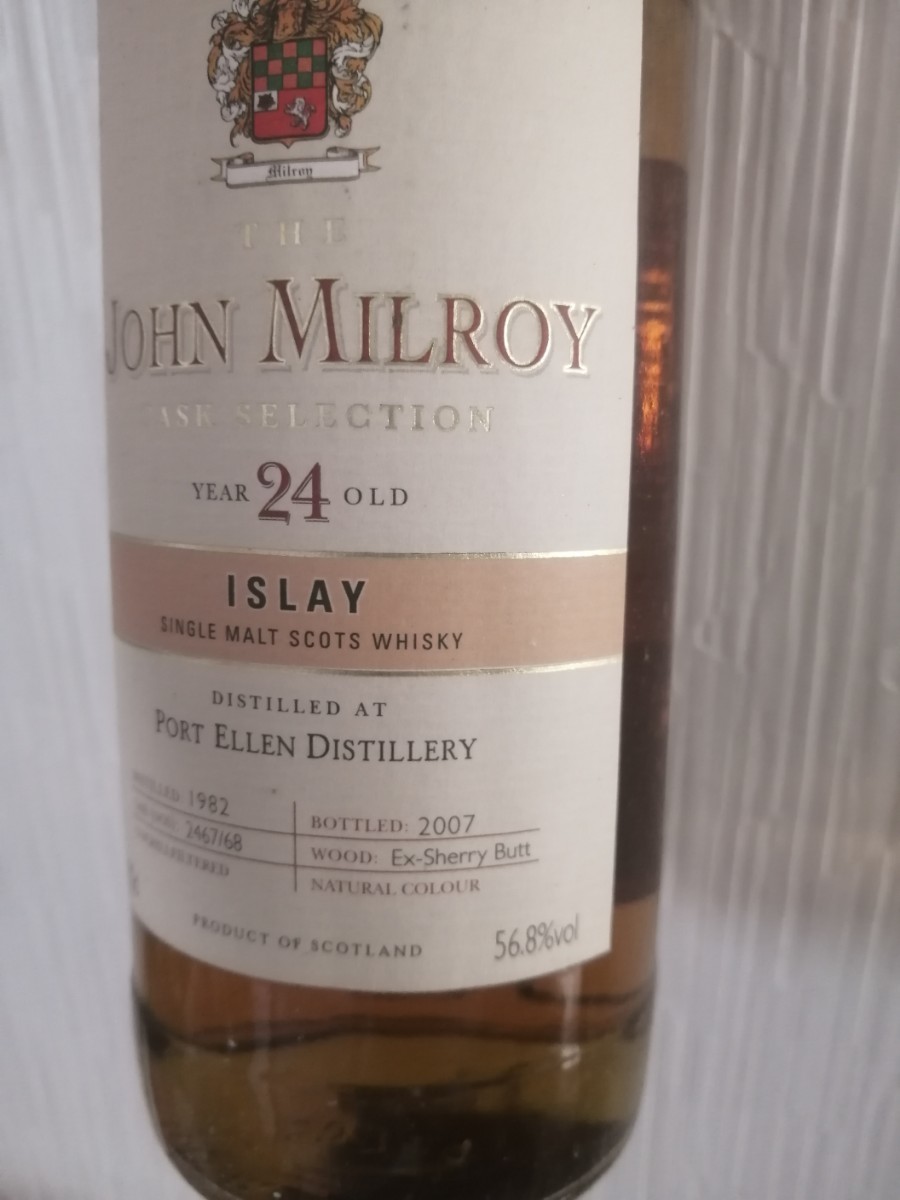 Milroy
THE
JOHN MILROY
CASK SELECTION
YEAR 24 OLD
ISLAY
SINGLE MALT SCOTS WHISKY
DISTILLED AT
PORT ELLEN DISTILLERY
DISTILLED: 1982
2467/68
BOTTLED: 2007
WOOD: Ex-Sherry Butt
NATURAL COLOUR
PRODUCT OF SCOTLAND
56.8%vol